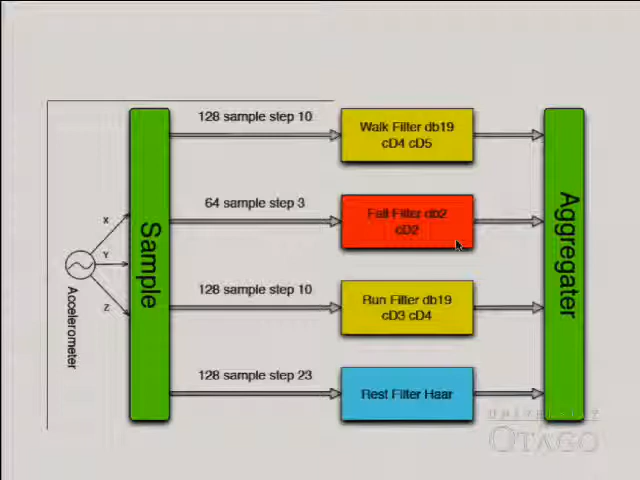 128 sample step 10
Walk Filter db19
cD4 cD5
64 sample step 3
Fall Filter db2
cD2
X
Y
Z
Sample
Aggregater
Accelerometer
128 sample step 10
Run Filter db19
cD3 cD4
128 sample step 23
Rest Filter Haar
OTAGO